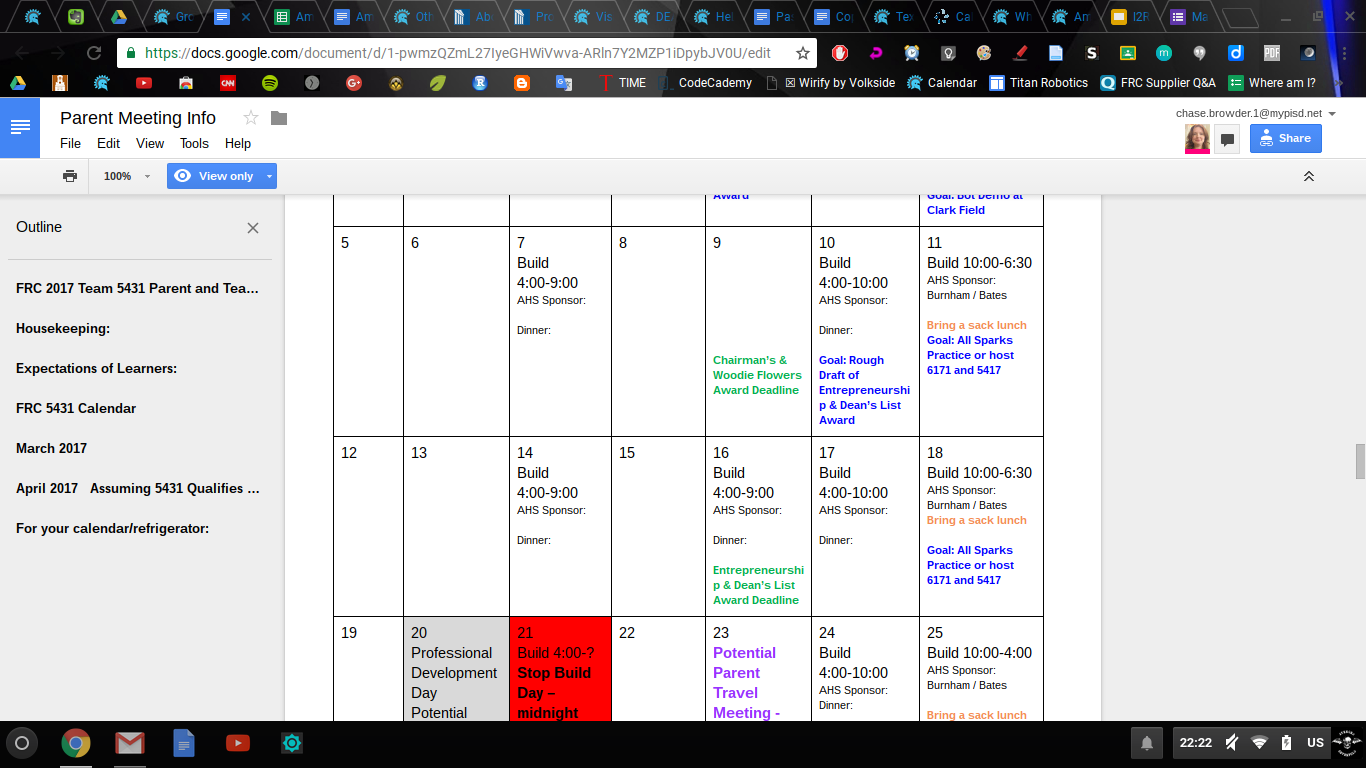 Gro
Am
Am
Oth
Ab
Pro
Vis
DE
Hel
Pas
Co
Te
Ca
Wh
Am
I2R
Ma
https://docs.google.com/document/d/1-pwmzQZmL27IyeGHWiVwva-ARln7Y2MZP1iDpybJV0U/edit
TIME
CodeCademy
Wirify by Volkside
Calendar
Titan Robotics
FRC Supplier Q&A
Where am I?
Parent Meeting Info
chase.browder.1@mypisd.net
File Edit View Tools Help
Share
100%
View only
Outline
FRC 2017 Team 5431 Parent and Tea...
Housekeeping:
Expectations of Learners:
FRC 5431 Calendar
March 2017
April 2017 Assuming 5431 Qualifies ...
For your calendar/refrigerator:
Award
Goal: Bot Demo at
Clark Field
5
6
7
Build
4:00-9:00
AHS Sponsor:
Dinner:
8
9
Chairman's &
Woodie Flowers
Award Deadline
10
Build
4:00-10:00
AHS Sponsor:
Dinner:
Goal: Rough
Draft of
Entrepreneurshi
p & Dean's List
Award
11
Build 10:00-6:30
AHS Sponsor:
Burnham / Bates
Bring a sack lunch
Goal: All Sparks
Practice or host
6171 and 5417
12
13
14
Build
4:00-9:00
AHS Sponsor:
Dinner:
15
16
Build
4:00-9:00
AHS Sponsor:
Dinner:
Entrepreneurshi
p & Dean's List
Award Deadline
17
Build
4:00-10:00
AHS Sponsor:
Dinner:
18
Build 10:00-6:30
AHS Sponsor:
Burnham / Bates
Bring a sack lunch
Goal: All Sparks
Practice or host
6171 and 5417
19
20
Professional
Development
Day
Potential
21
Build 4:00-?
Stop Build
Day –
midnight
22
23
Potential
Parent
Travel
Meeting -
24
Build
4:00-10:00
AHS Sponsor:
Dinner:
25
Build 10:00-4:00
AHS Sponsor:
Burnham / Bates
Bring a sack lunch
22:22
US